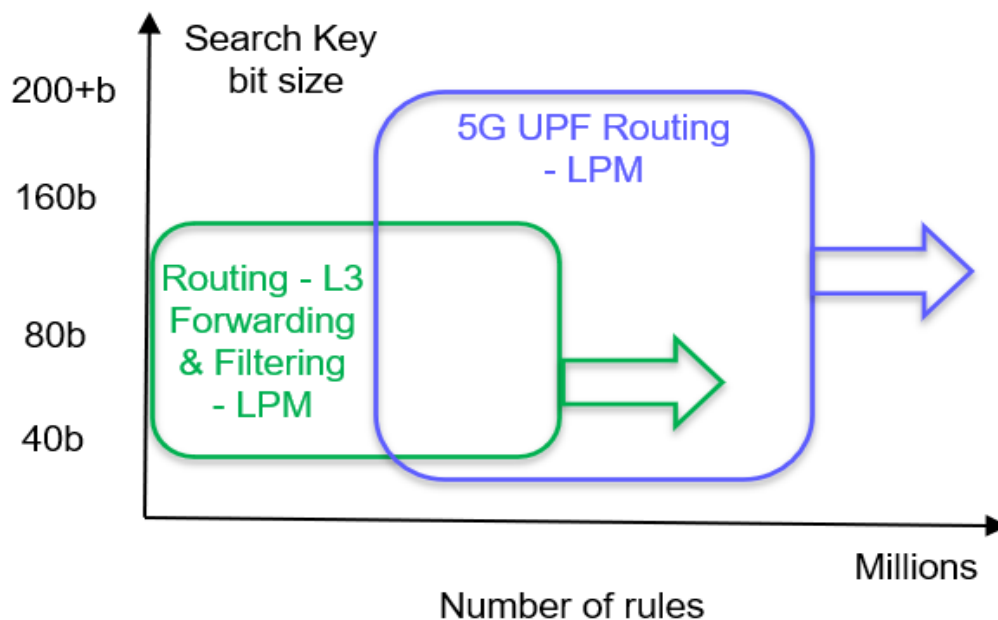 Search Key
bit size
200+b
160b
80b
40b
5G UPF Routing
- LPM
Routing - L3
Forwarding
& Filtering
- LPM
Millions
Number of rules